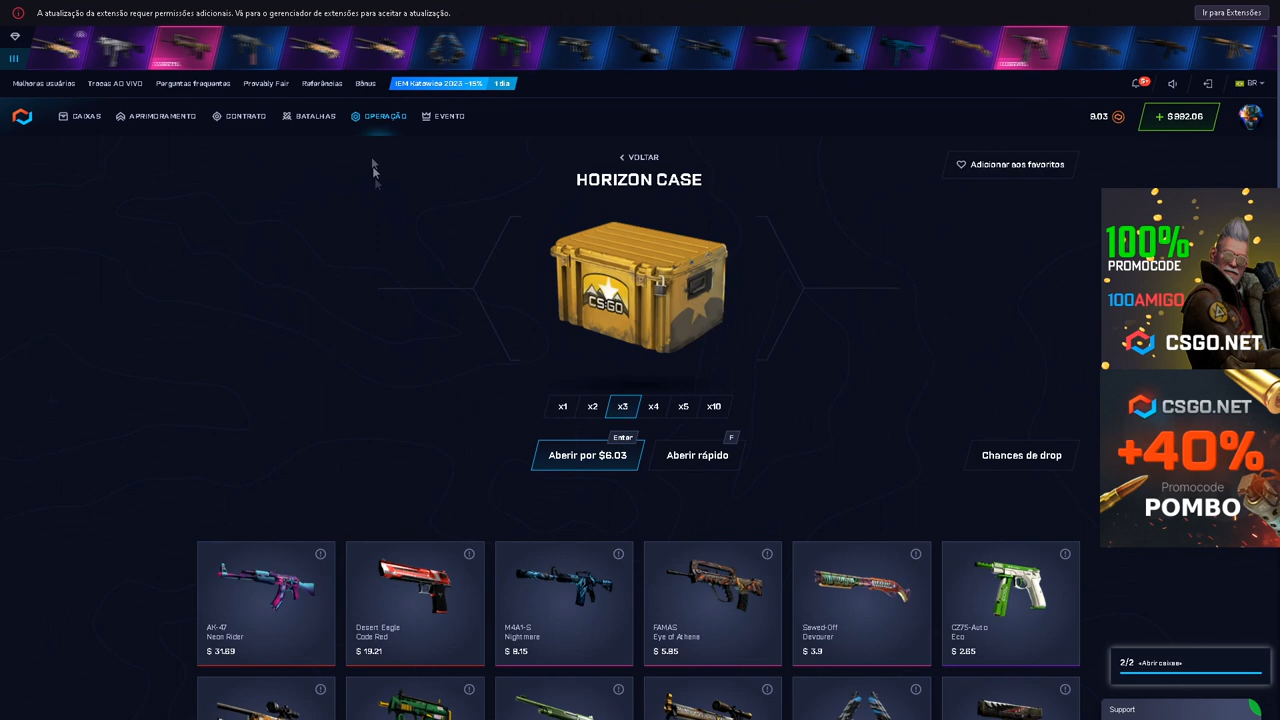 A atualização da extensão requer permissões adicionais. Vá para o gerenciador de extensões para aceitar a atualização.
Ir para Extensões
Melhores usuários
Trocas AO VIVO
Perguntas frequentes
Provably Fair
Referências
Bônus
IEM Katowice 2023 -15%
1 dia
5+
BR
CAIXAS
APRIMORAMENTO
CONTRATO
BATALHAS
OPERAÇÃO
EVENTO
9.03
+ $ 992.06
VOLTAR
HORIZON CASE
Adicionar aos favoritos
CS:GO
100%
PROMOCODE
100AMIGO
CSGO.NET
x1
x2
x3
x4
x5
x10
Enter
F
Aberir por $6.03
Aberir rápido
Chances de drop
CSGO.NET
+40%
Promocode
POMBO
AK-47
Neon Rider
$ 31.69
Desert Eagle
Code Red
$ 19.21
M4A1-S
Nightmare
$ 8.15
FAMAS
Eye of Athena
$ 5.85
Sawed-Off
Devourer
$ 3.9
CZ75-Auto
Eco
$ 2.65
2/2 «Abrir caixas»
Support